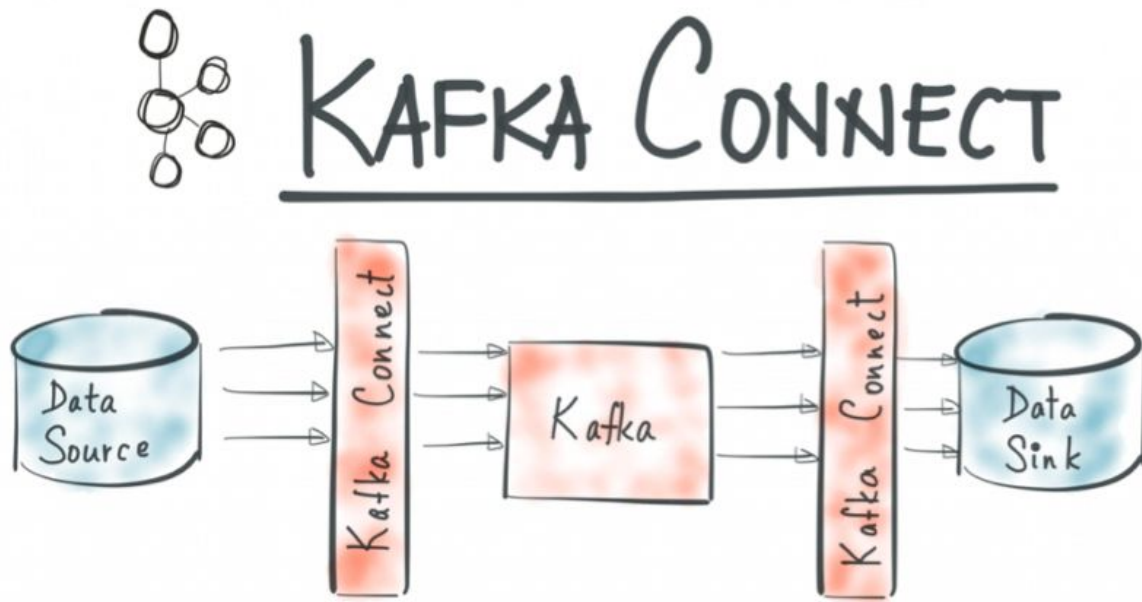 KAFKA CONNECT
Data
Source
Kafka Connect
Kafka
Kafka Connect
Data
Sink